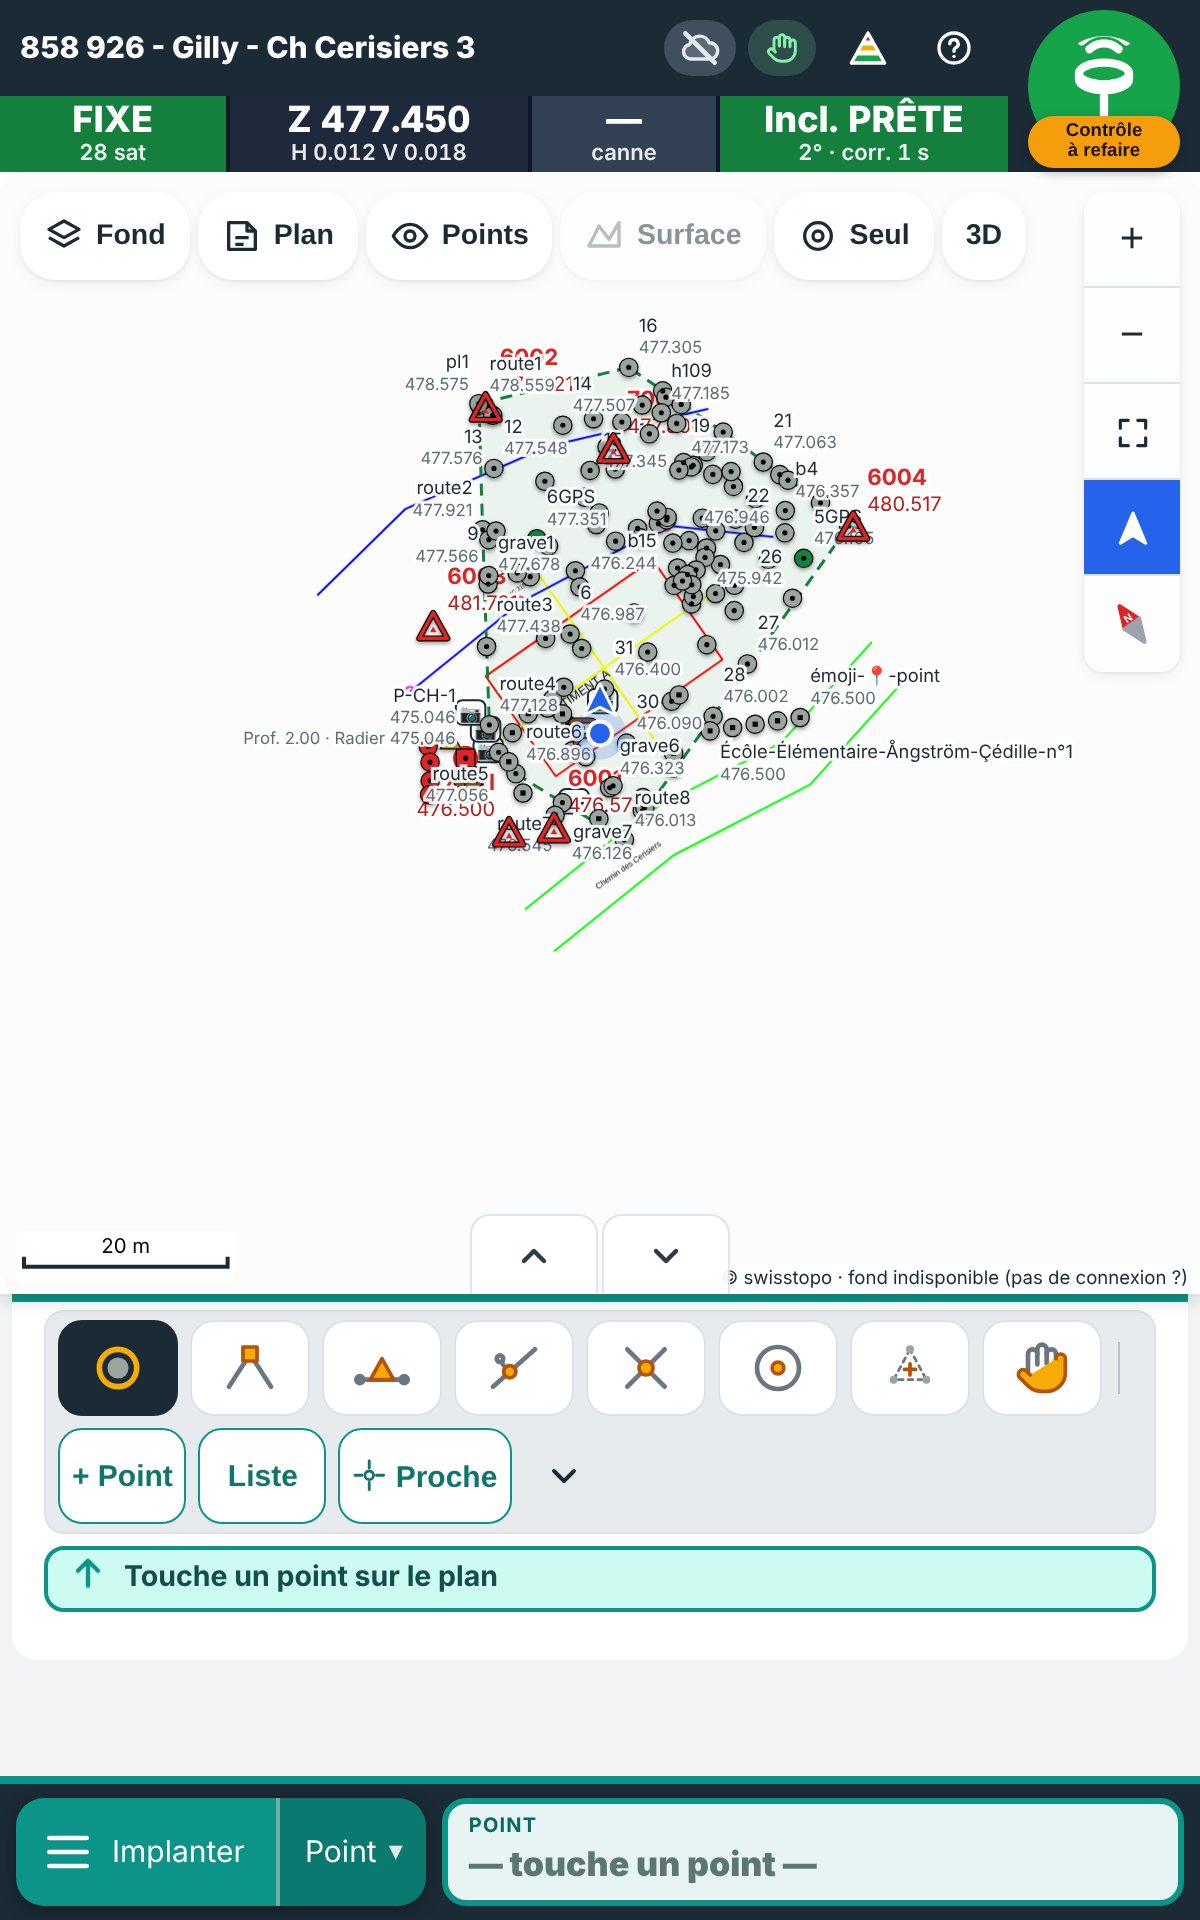 858 926 - Gilly - Ch Cerisiers 3
FIXE
28 sat
Z 477.450
H 0.012 V 0.018
—
canne
Incl. PRÊTE
2° · corr. 1 s
Contrôle
à refaire
Fond
Plan
Points
Surface
Seul
3D
+
−
N
16
477.305
pl1
478.575
6002
route1
478.559
14
477.507
h109
477.185
12
477.548
13
477.576
19
477.173
21
477.063
b4
476.357
6004
480.517
route2
477.921
6GPS
477.351
22
476.946
5GPS
9
477.566
grave1
477.678
b15
476.244
26
475.942
route3
477.438
6
476.987
27
476.012
31
476.400
28
476.002
émoji-📍-point
476.500
route4
477.128
P-CH-1
475.046
Prof. 2.00 · Radier 475.046
30
476.090
route6
476.896
grave6
476.323
Écôle-Élémentaire-Ångström-Çédille-n°1
476.500
route5
477.056
476.500
route8
476.013
grave7
476.126
Chemin des Cerisiers
20 m
© swisstopo · fond indisponible (pas de connexion ?)
+ Point
Liste
Proche
Touche un point sur le plan
Implanter
Point ▾
POINT
— touche un point —